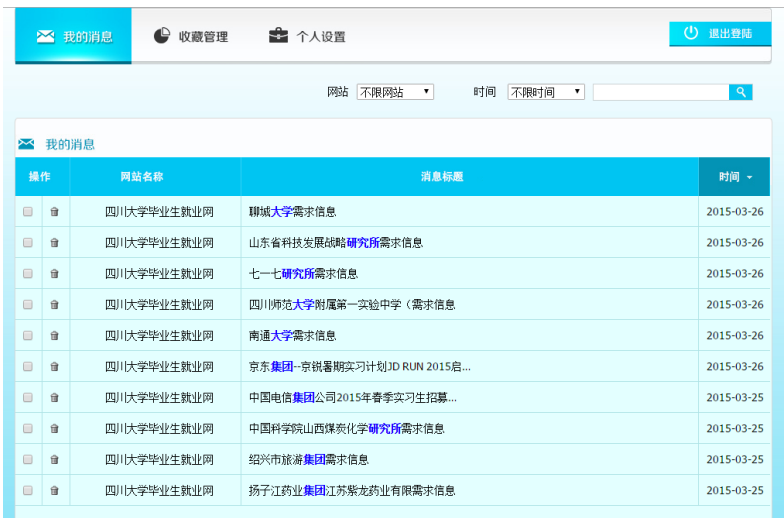 我的消息 收藏管理 个人设置 退出登陆
网站 不限网站 时间 不限时间
我的消息
操作 网站名称 消息标题 时间
四川大学毕业生就业网 聊城大学需求信息 2015-03-26
四川大学毕业生就业网 山东省科技发展战略研究所需求信息 2015-03-26
四川大学毕业生就业网 七一七研究所需求信息 2015-03-26
四川大学毕业生就业网 四川师范大学附属第一实验中学（需求信息 2015-03-26
四川大学毕业生就业网 南通大学需求信息 2015-03-26
四川大学毕业生就业网 京东集团--京锐暑期实习计划JD RUN 2015启... 2015-03-26
四川大学毕业生就业网 中国电信集团公司2015年春季实习生招募... 2015-03-25
四川大学毕业生就业网 中国科学院山西煤炭化学研究所需求信息 2015-03-25
四川大学毕业生就业网 绍兴市旅游集团需求信息 2015-03-25
四川大学毕业生就业网 扬子江药业集团江苏紫龙药业有限需求信息 2015-03-25